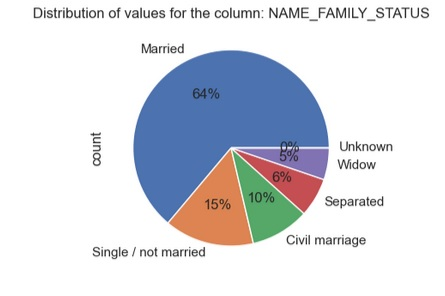 Distribution of values for the column: NAME_FAMILY_STATUS
Married
64%
count
0%
Unknown
5%
Widow
6%
Separated
10%
15%
Civil marriage
Single / not married